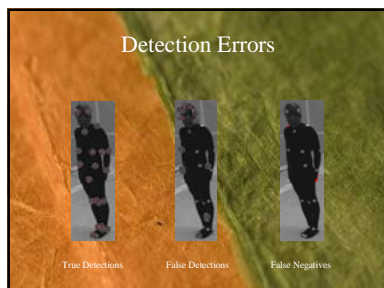 Detection Errors
True Detections
False Detections
False Negatives